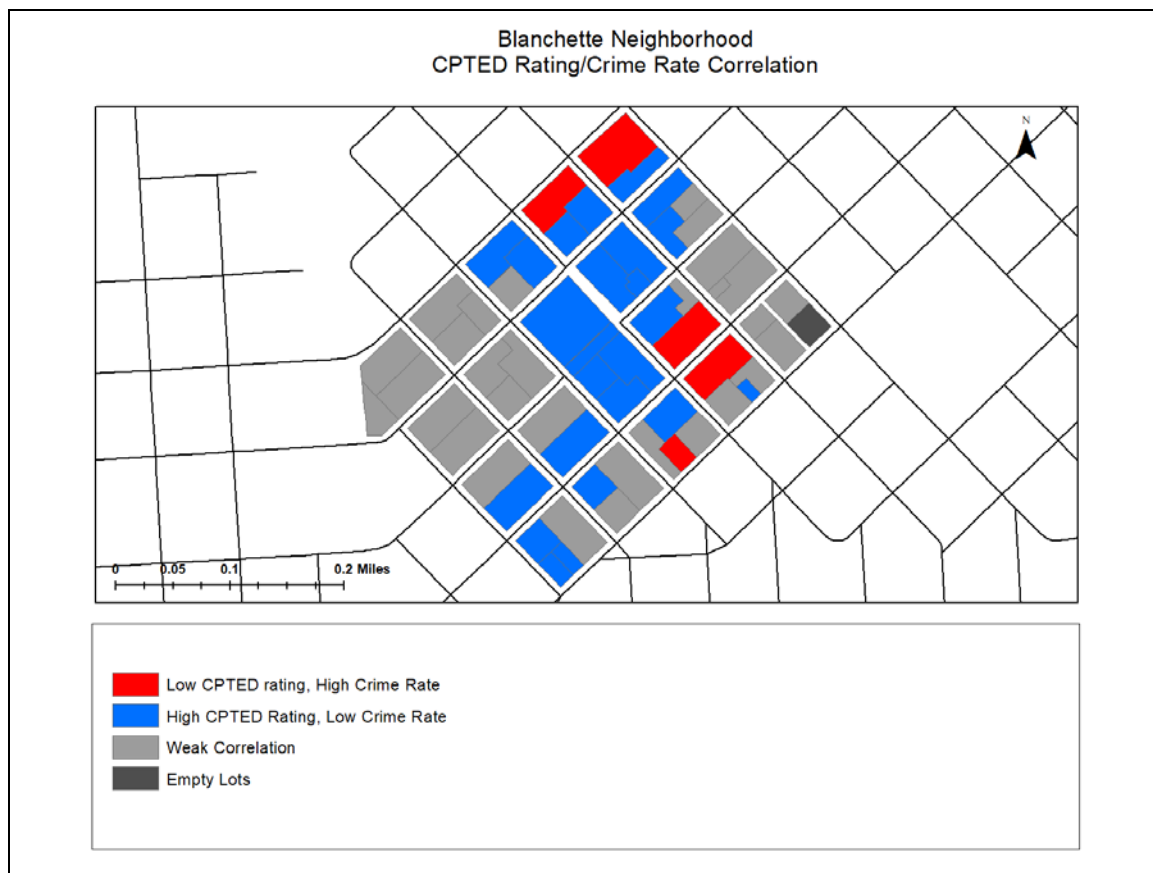 Blanchette Neighborhood
CPTED Rating/Crime Rate Correlation
N
0 0.05 0.1 0.2 Miles
Low CPTED rating, High Crime Rate
High CPTED Rating, Low Crime Rate
Weak Correlation
Empty Lots